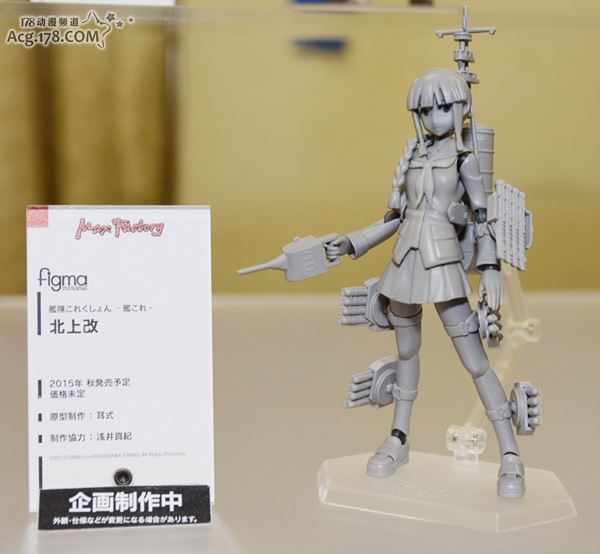 178动漫频道
Acg.178.COM
Max Factory
figma
艦隊これくしょん -艦これ-
北上改
2015年 秋発売予定
価格未定
原型制作：耳式
制作協力：浅井真紀
企画制作中
外観・仕様などが変更になる場合があります。